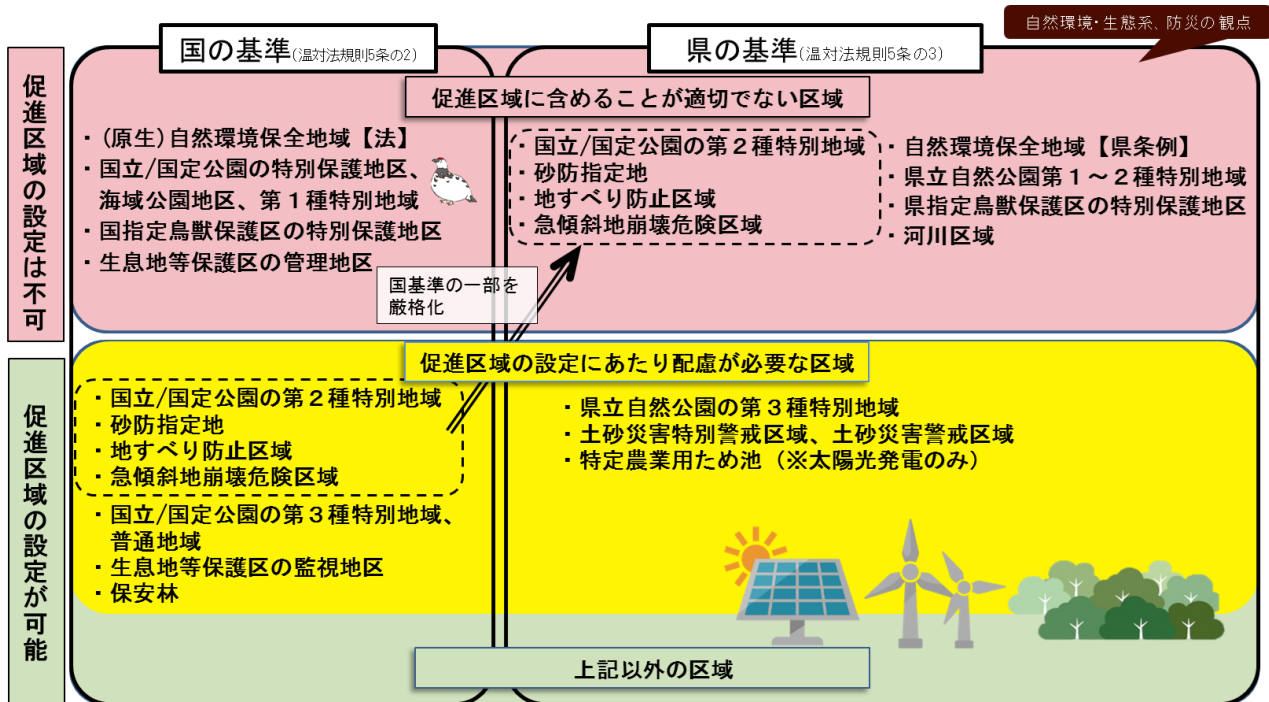 自然環境・生態系、防災の観点
国の基準(温対法規則5条の2)
県の基準(温対法規則5条の3)
促進区域の設定は不可
促進区域に含めることが適切でない区域
・(原生)自然環境保全地域【法】
・国立/国定公園の特別保護地区、
海域公園地区、第1種特別地域
・国指定鳥獣保護区の特別保護地区
・生息地等保護区の管理地区
・国立/国定公園の第2種特別地域
・砂防指定地
・地すべり防止区域
・急傾斜地崩壊危険区域
・自然環境保全地域【県条例】
・県立自然公園第1~2種特別地域
・県指定鳥獣保護区の特別保護地区
・河川区域
国基準の一部を
厳格化
促進区域の設定が可能
促進区域の設定にあたり配慮が必要な区域
・国立/国定公園の第2種特別地域
・砂防指定地
・地すべり防止区域
・急傾斜地崩壊危険区域
・国立/国定公園の第3種特別地域、
普通地域
・生息地等保護区の監視地区
・保安林
・県立自然公園の第3種特別地域
・土砂災害特別警戒区域、土砂災害警戒区域
・特定農業用ため池(※太陽光発電のみ)
上記以外の区域